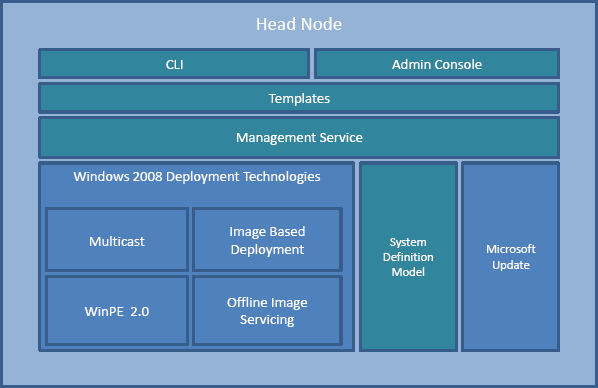 Head Node
CLI
Admin Console
Templates
Management Service
Windows 2008 Deployment Technologies
Multicast
Image Based
Deployment
WinPE 2.0
Offline Image
Servicing
System
Definition
Model
Microsoft
Update